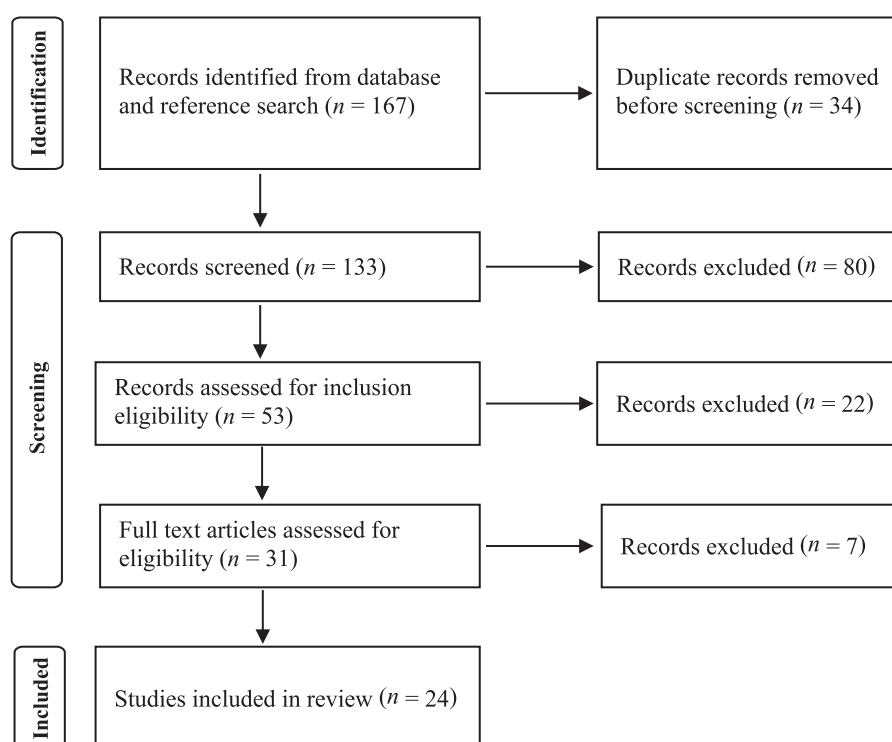 Identification
Records identified from database
and reference search (n = 167)
Duplicate records removed
before screening (n = 34)
Screening
Records screened (n = 133)
Records excluded (n = 80)
Records assessed for inclusion
eligibility (n = 53)
Records excluded (n = 22)
Full text articles assessed for
eligibility (n = 31)
Records excluded (n = 7)
Included
Studies included in review (n = 24)